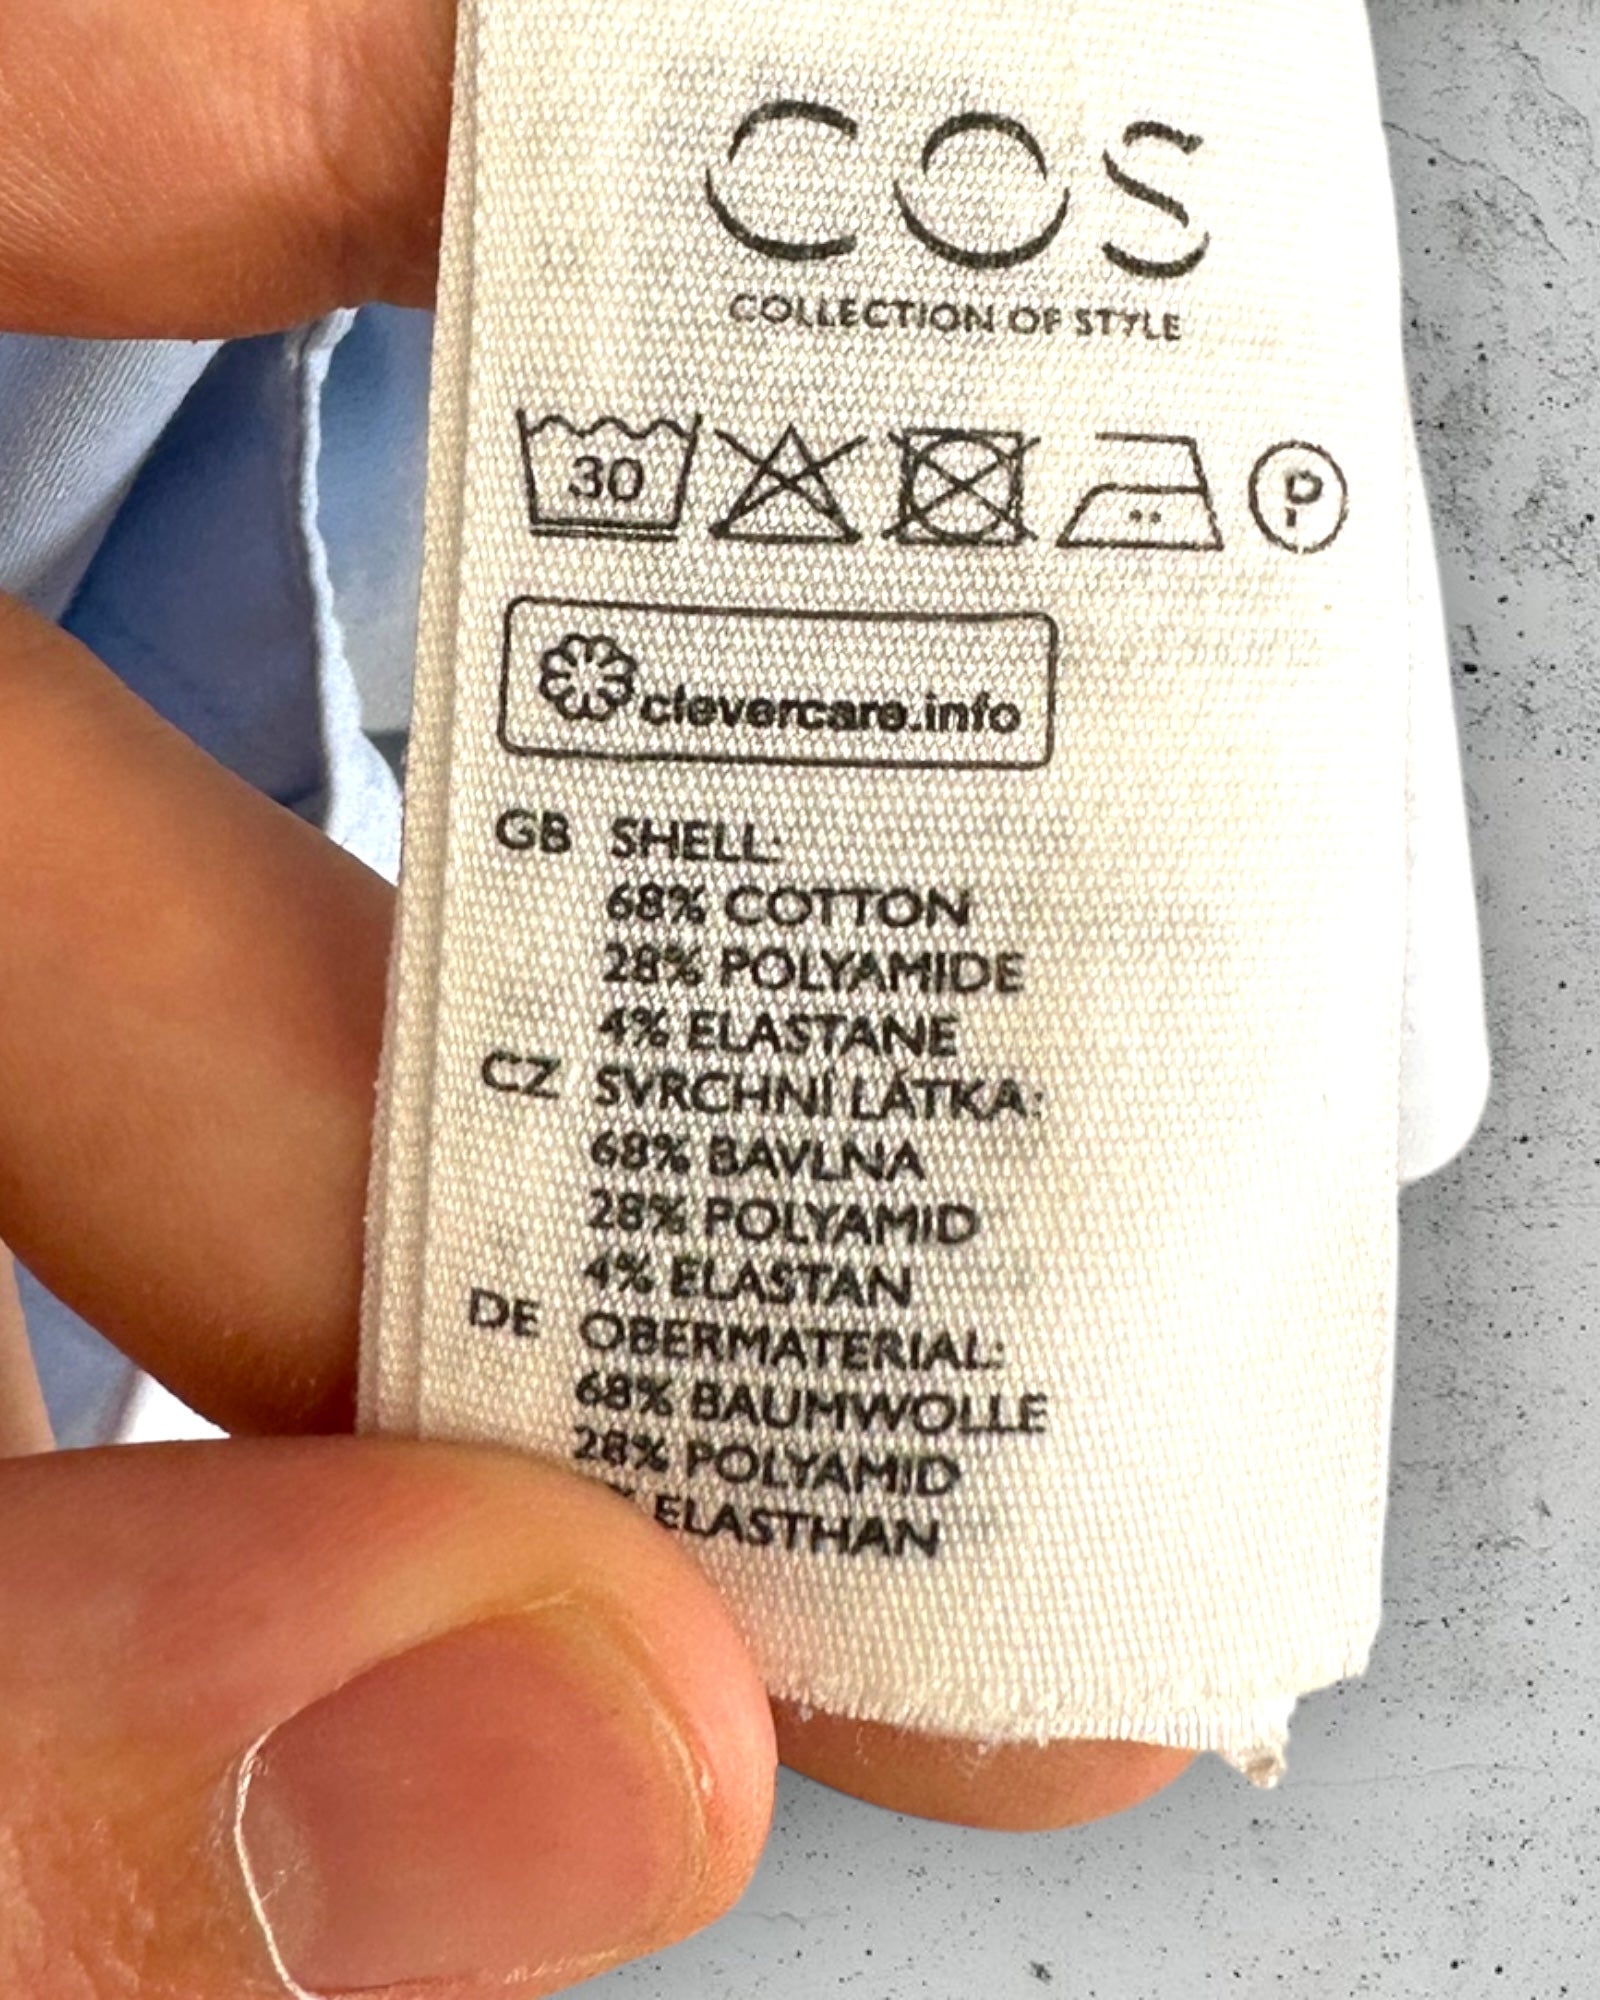 COS
COLLECTION OF STYLE
30
P
clevercare.info
GB SHELL:
68% COTTON
28% POLYAMIDE
4% ELASTANE
CZ SVRCHNÍ LÁTKA:
68% BAVLNA
28% POLYAMID
4% ELASTAN
DE OBERMATERIAL:
68% BAUMWOLLE
28% POLYAMID
% ELASTHAN